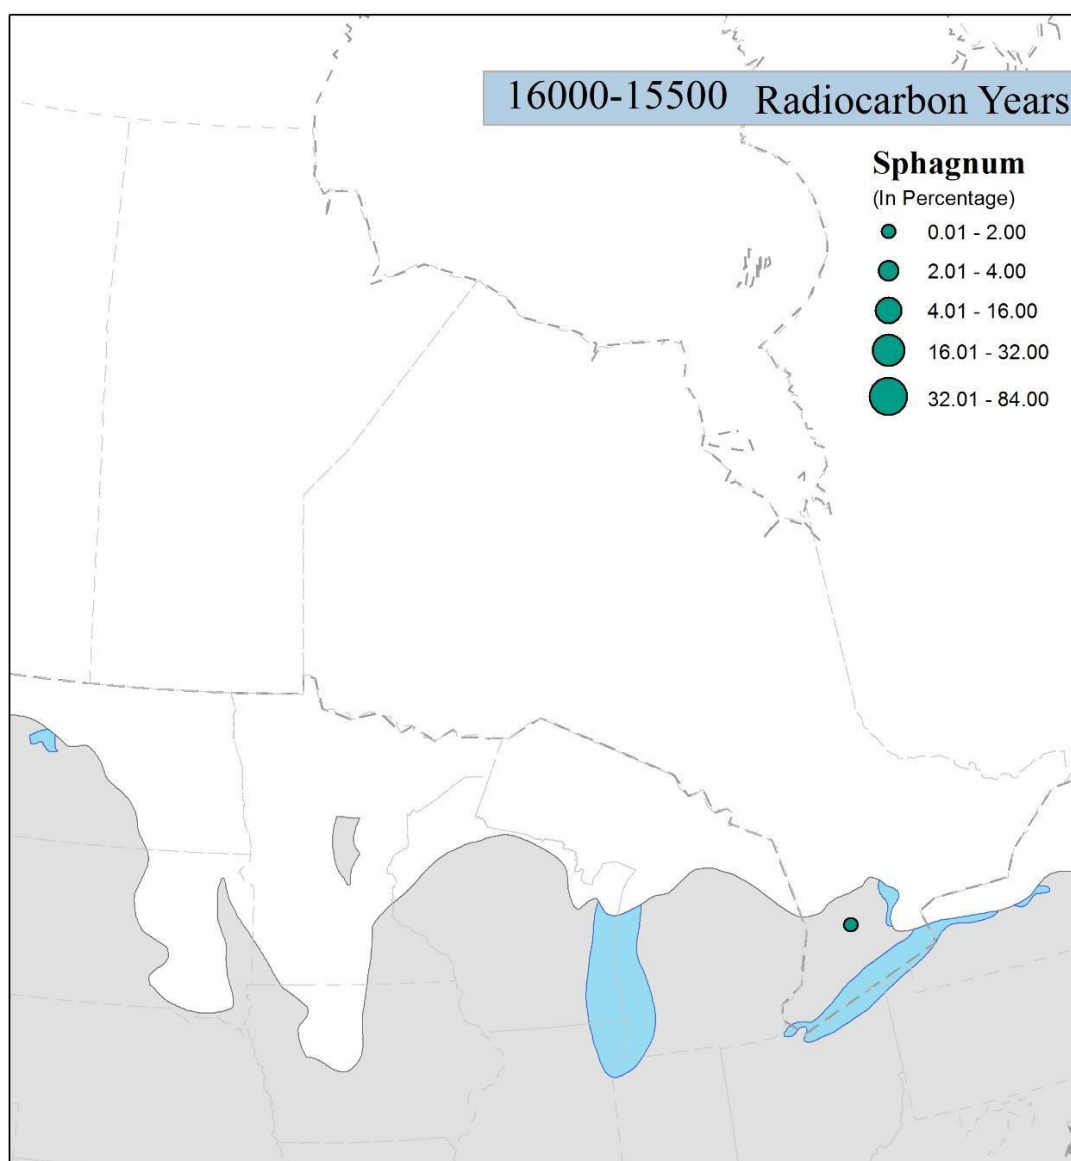 16000-15500 Radiocarbon Years
Sphagnum
(In Percentage)
0.01 - 2.00
2.01 - 4.00
4.01 - 16.00
16.01 - 32.00
32.01 - 84.00